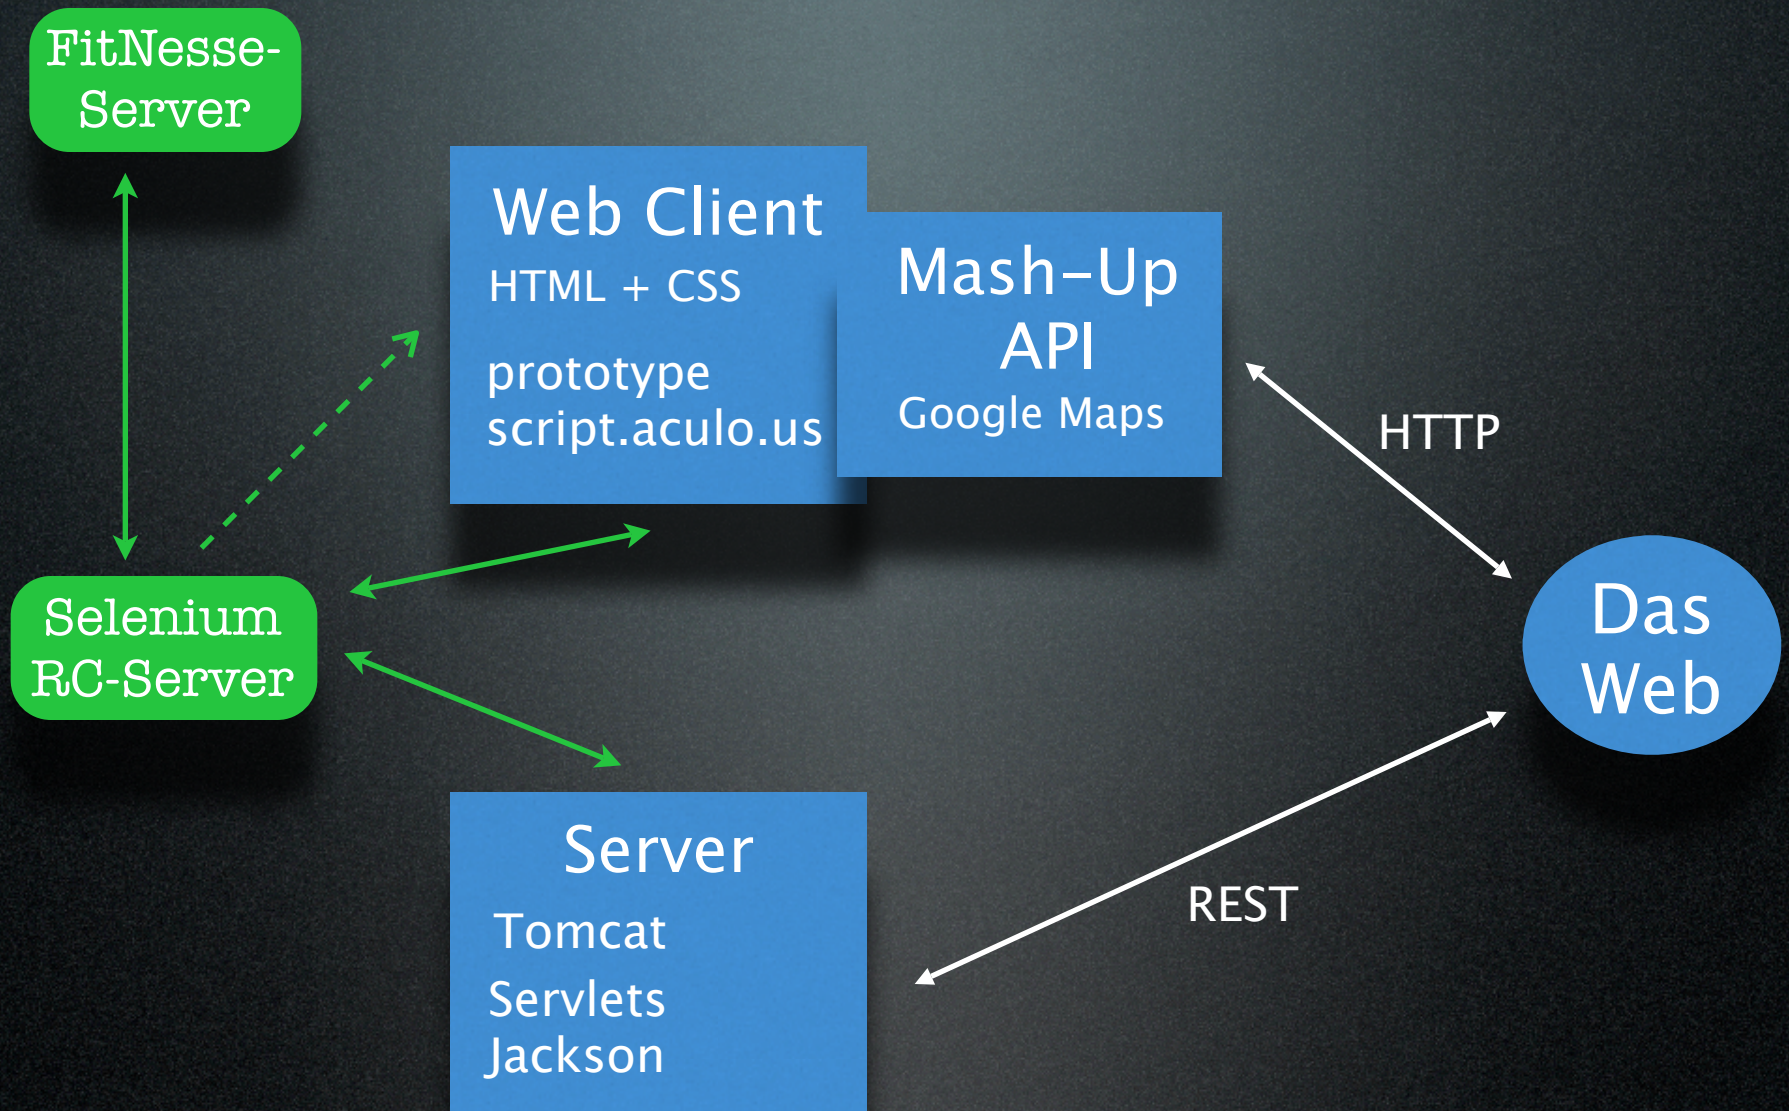 FitNesse-
Server
Web Client
HTML + CSS
prototype
script.aculo.us
Mash-Up
API
Google Maps
HTTP
Selenium
RC-Server
Das
Web
Server
Tomcat
Servlets
Jackson
REST